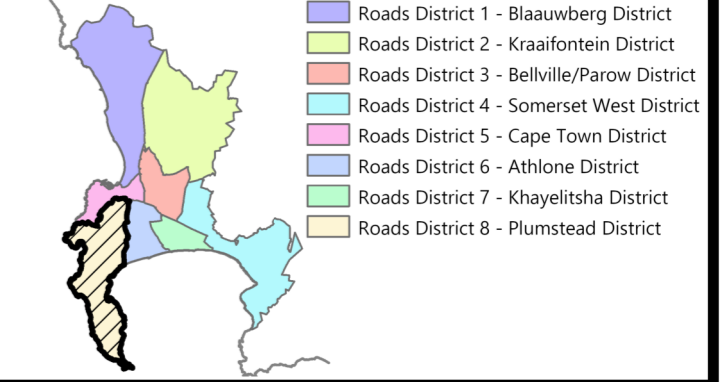 Roads District 1 - Blaauwberg District
Roads District 2 - Kraaifontein District
Roads District 3 - Bellville/Parow District
Roads District 4 - Somerset West District
Roads District 5 - Cape Town District
Roads District 6 - Athlone District
Roads District 7 - Khayelitsha District
Roads District 8 - Plumstead District